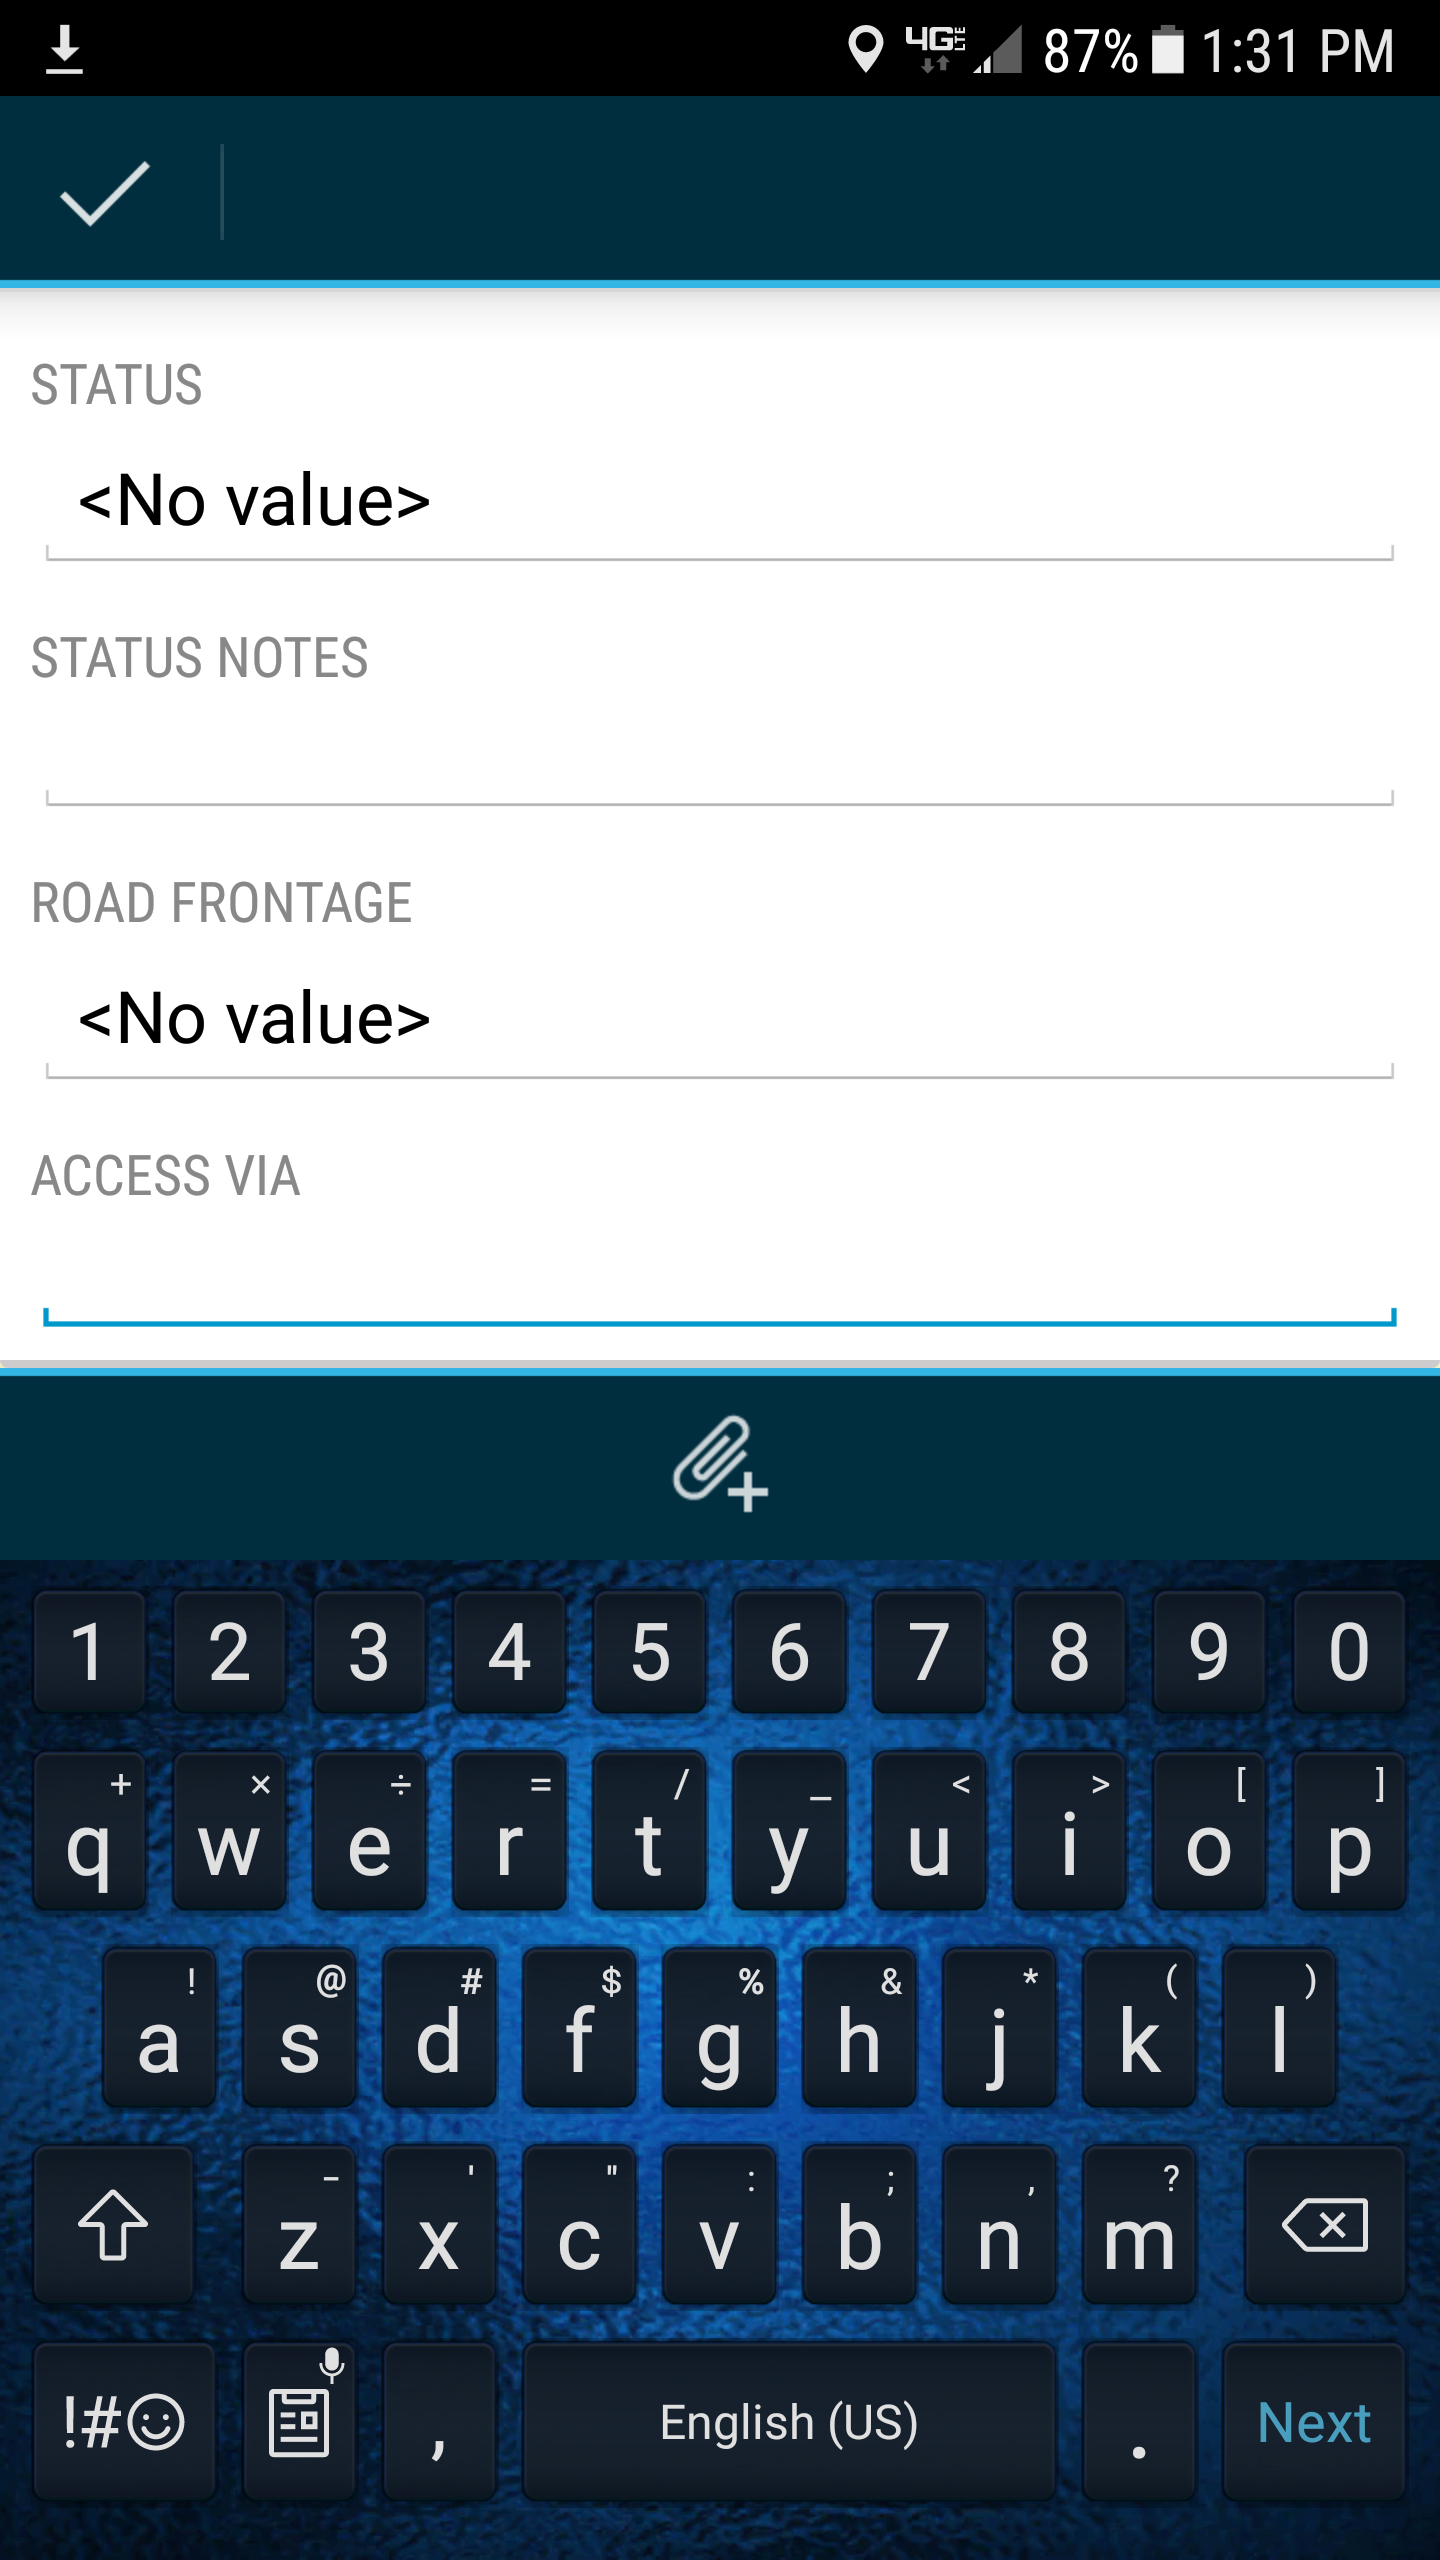 4G LTE 87% 1:31 PM
STATUS
<No value>
STATUS NOTES
ROAD FRONTAGE
<No value>
ACCESS VIA
1 2 3 4 5 6 7 8 9 0
+ × ÷ = / _ < > [ ]
q w e r t y u i o p
! @ # $ % & * ( )
a s d f g h j k l
- ' " : ; , ?
z x c v b n m
!# , English (US) . Next